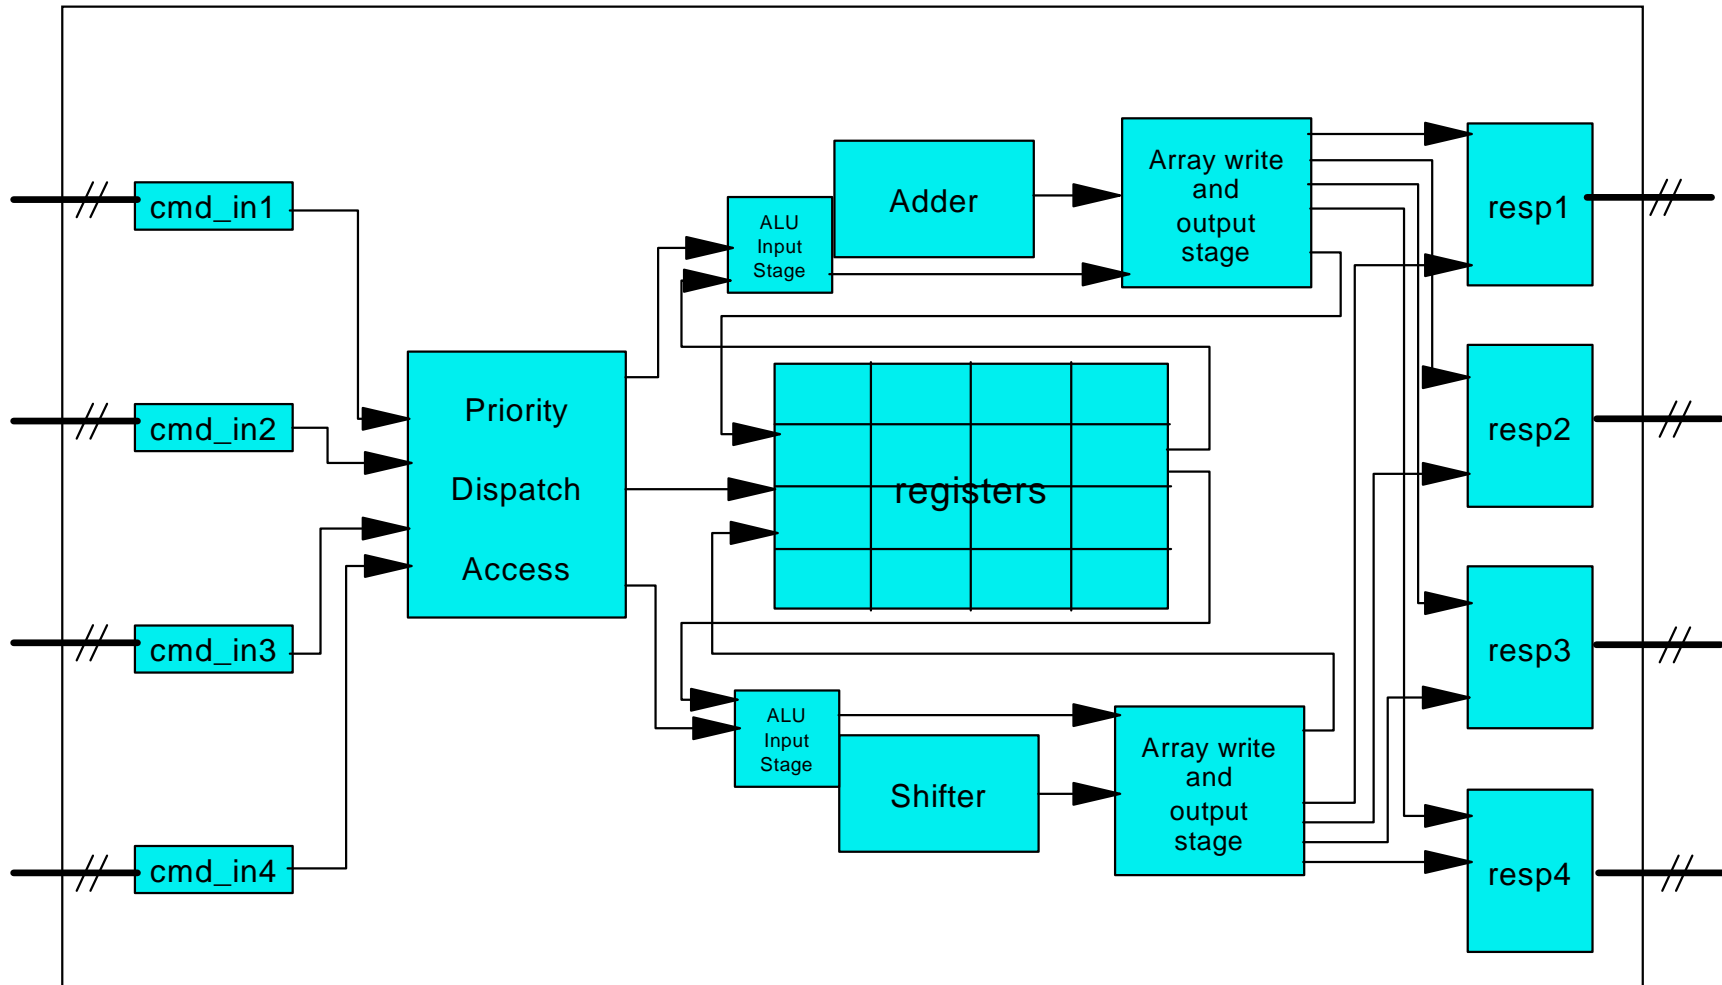 cmd_in1
cmd_in2
cmd_in3
cmd_in4
Priority
Dispatch
Access
ALU
Input
Stage
Adder
Array write
and
output
stage
registers
ALU
Input
Stage
Shifter
Array write
and
output
stage
resp1
resp2
resp3
resp4